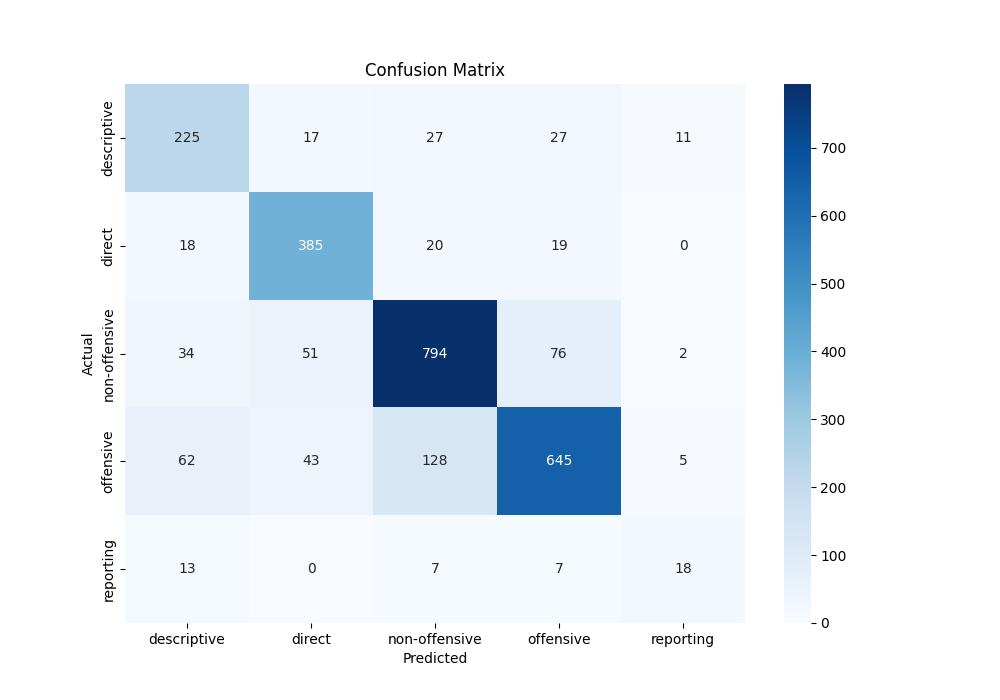 Confusion Matrix
Actual
descriptive 225 17 27 27 11
direct 18 385 20 19 0
non-offensive 34 51 794 76 2
offensive 62 43 128 645 5
reporting 13 0 7 7 18
descriptive direct non-offensive offensive reporting
Predicted
700
600
500
400
300
200
100
0